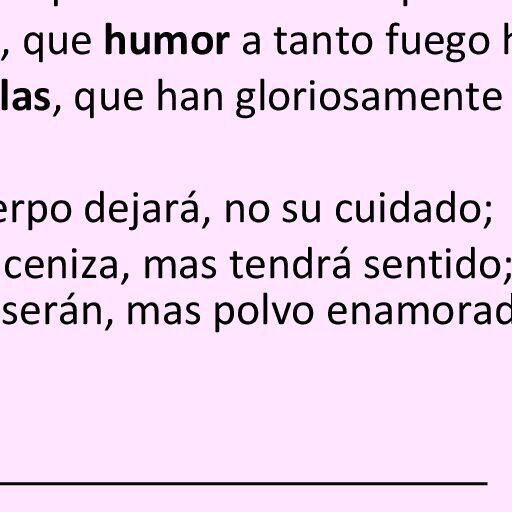 , que humor a tanto fuego
las, que han gloriosamente
erpo dejará, no su cuidado;
ceniza, mas tendrá sentido;
serán, mas polvo enamorad